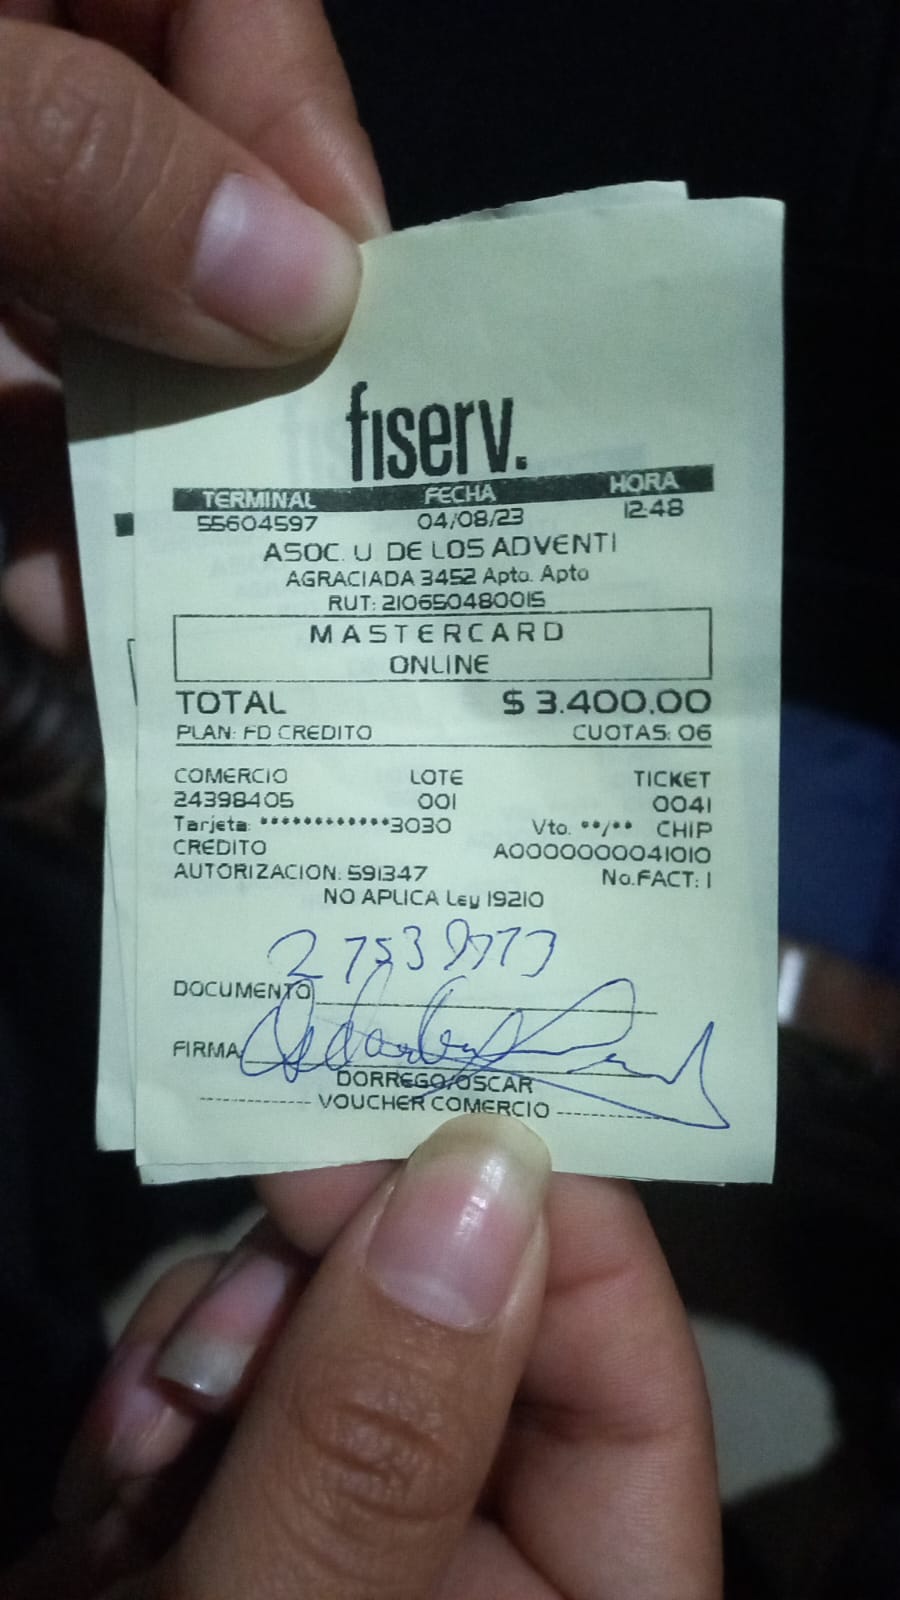 fiserv.
TERMINAL FECHA HORA
55604597 04/08/23 12:48
ASOC. U DE LOS ADVENTI
AGRACIADA 3452 Apto. Apto
RUT: 210650480015
MASTERCARD
ONLINE
TOTAL $ 3.400,00
PLAN: FD CREDITO CUOTAS: 06
COMERCIO LOTE TICKET
24398405 001 0041
Tarjeta: ************3030 Vto. **/** CHIP
CREDITO A0000000041010
AUTORIZACION: 591347 No.FACT: 1
NO APLICA Ley 19210
DOCUMENTO
FIRMA
DORREGO/OSCAR
VOUCHER COMERCIO